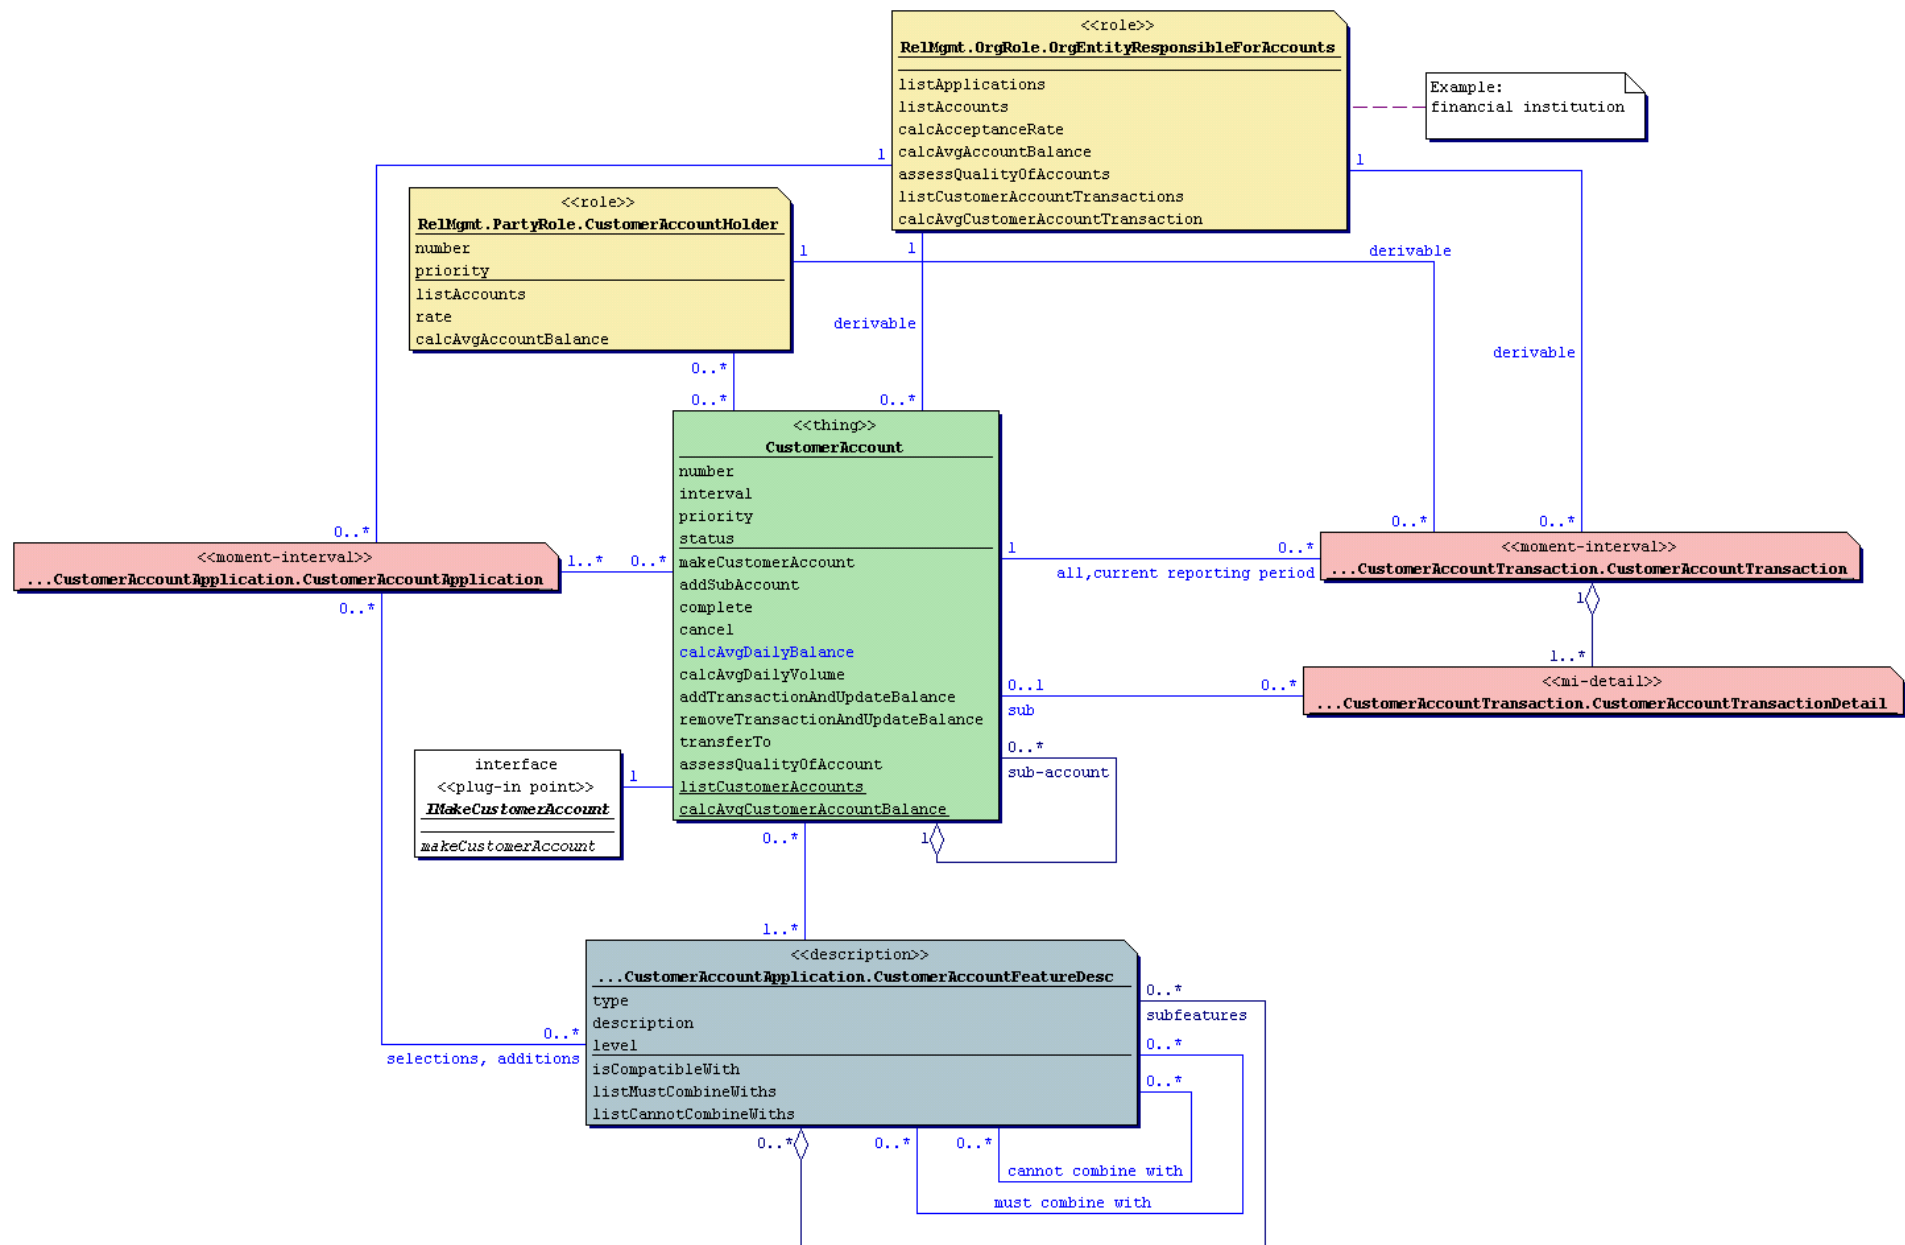 <<role>>
RelMgmt.OrgRole.OrgEntityResponsibleForAccounts
listApplications
listAccounts
calcAcceptanceRate
calcAvgAccountBalance
assessQualityOfAccounts
listCustomerAccountTransactions
calcAvgCustomerAccountTransaction
Example:
financial institution
1
1
1
<<role>>
RelMgmt.PartyRole.CustomerAccountHolder
number
priority
listAccounts
rate
calcAvgAccountBalance
1
derivable
derivable
derivable
0..*
0..*
0..*
<<thing>>
CustomerAccount
number
interval
priority
status
makeCustomerAccount
addSubAccount
complete
cancel
calcAvgDailyBalance
calcAvgDailyVolume
addTransactionAndUpdateBalance
removeTransactionAndUpdateBalance
transferTo
assessQualityOfAccount
listCustomerAccounts
calcAvgCustomerAccountBalance
0..*
<<moment-interval>>
...CustomerAccountApplication.CustomerAccountApplication
1..*
0..*
0..*
0..*
0..*
<<moment-interval>>
...CustomerAccountTransaction.CustomerAccountTransaction
1
0..*
all,current reporting period
1
1..*
<<mi-detail>>
...CustomerAccountTransaction.CustomerAccountTransactionDetail
0..1
0..*
sub
0..*
sub-account
1
interface
<<plug-in point>>
IMakeCustomerAccount
makeCustomerAccount
1
0..*
1..*
<<description>>
...CustomerAccountApplication.CustomerAccountFeatureDesc
type
description
level
isCompatibleWith
listMustCombineWiths
listCannotCombineWiths
0..*
selections, additions
0..*
subfeatures
0..*
0..*
0..*
0..*
0..*
cannot combine with
must combine with